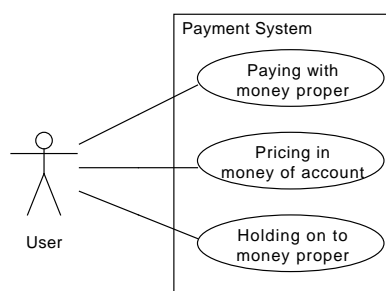 Payment System
Paying with
money proper
Pricing in
money of account
Holding on to
money proper
User